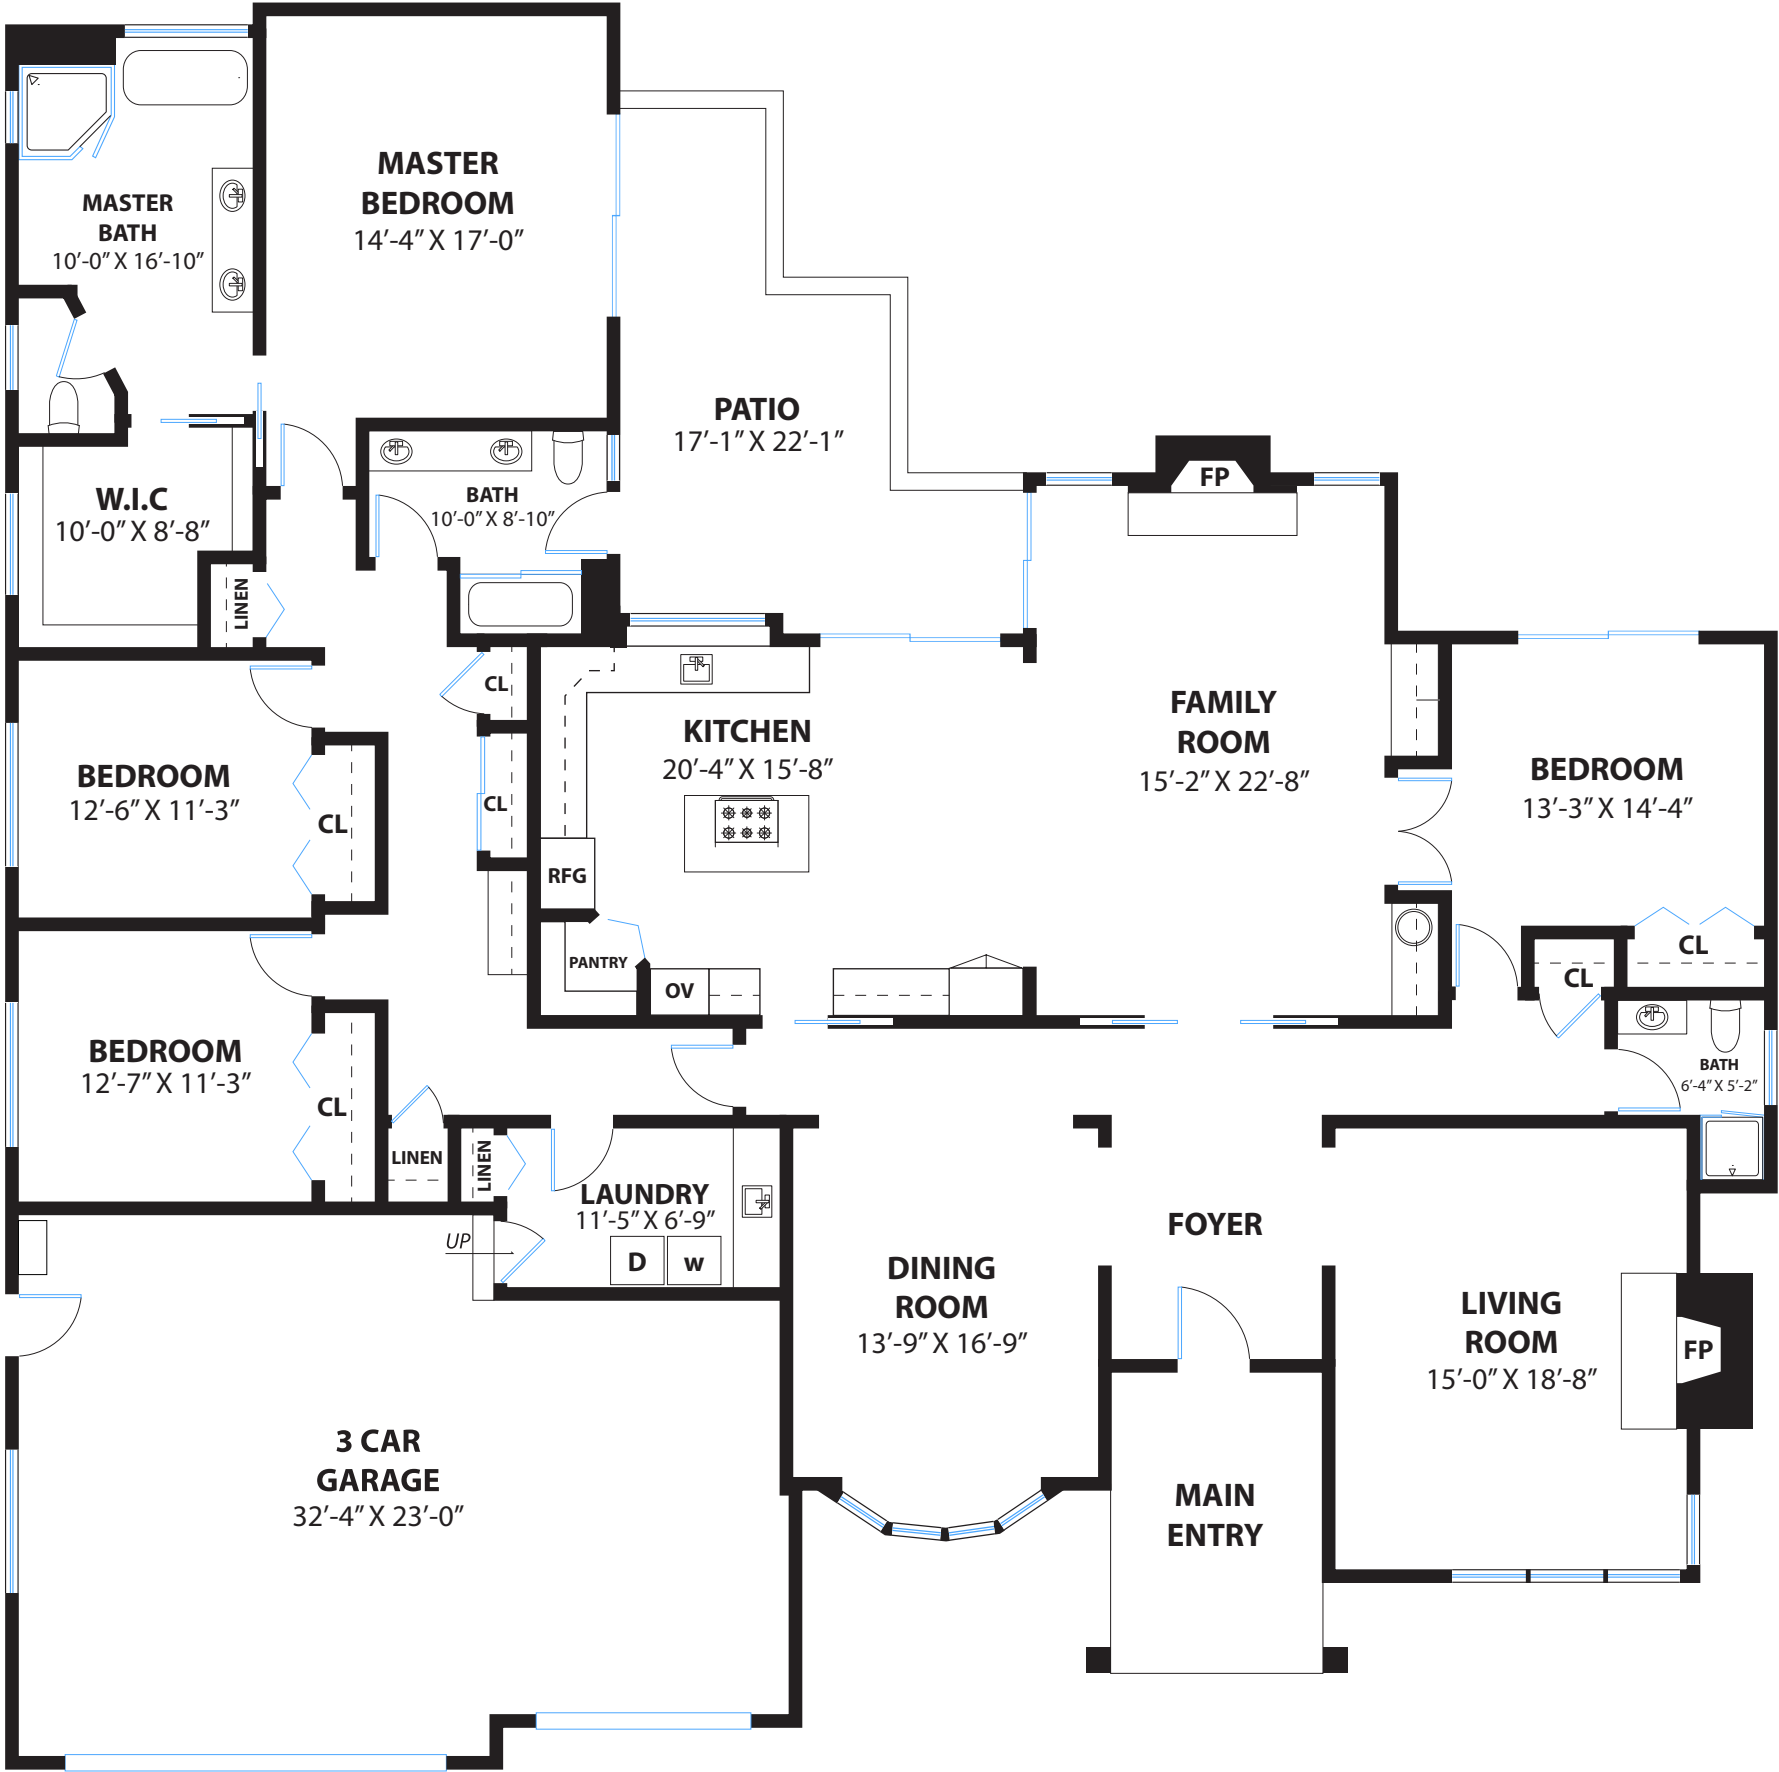 MASTER
BEDROOM
14′-4″ X 17′-0″
MASTER
BATH
10′-0″ X 16′-10″
PATIO
17′-1″ X 22′-1″
FP
BATH
10′-0″ X 8′-10″
W.I.C
10′-0″ X 8′-8″
LINEN
CL
KITCHEN
20′-4″ X 15′-8″
FAMILY
ROOM
15′-2″ X 22′-8″
BEDROOM
13′-3″ X 14′-4″
BEDROOM
12′-6″ X 11′-3″
CL
CL
RFG
PANTRY
OV
CL
CL
BEDROOM
12′-7″ X 11′-3″
CL
BATH
6′-4″ X 5′-2″
LINEN
LINEN
LAUNDRY
11′-5″ X 6′-9″
D
W
UP
FOYER
DINING
ROOM
13′-9″ X 16′-9″
LIVING
ROOM
15′-0″ X 18′-8″
FP
3 CAR
GARAGE
32′-4″ X 23′-0″
MAIN
ENTRY